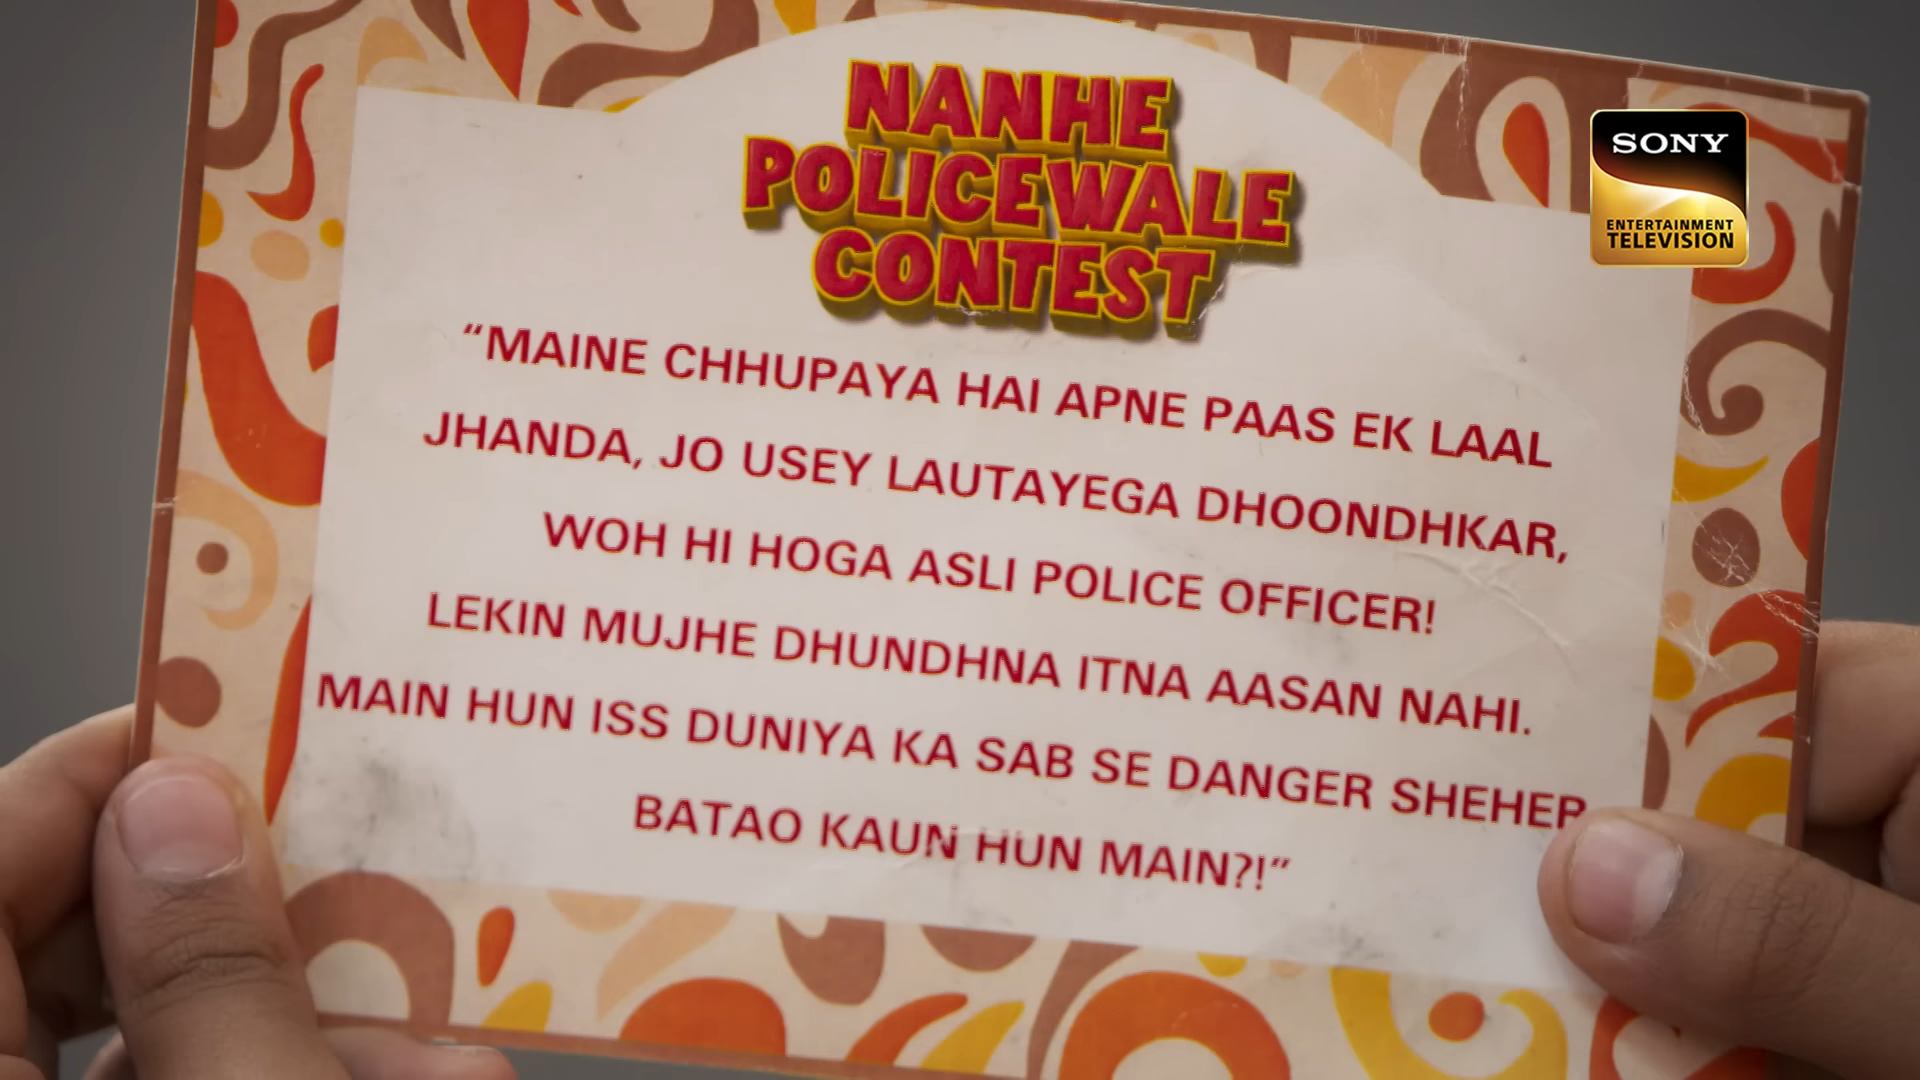 NANHE
POLICEWALE
CONTEST
SONY
ENTERTAINMENT
TELEVISION
“MAINE CHHUPAYA HAI APNE PAAS EK LAAL
JHANDA, JO USEY LAUTAYEGA DHOONDHKAR,
WOH HI HOGA ASLI POLICE OFFICER!
LEKIN MUJHE DHUNDHNA ITNA AASAN NAHI.
MAIN HUN ISS DUNIYA KA SAB SE DANGER SHEHER
BATAO KAUN HUN MAIN?!”